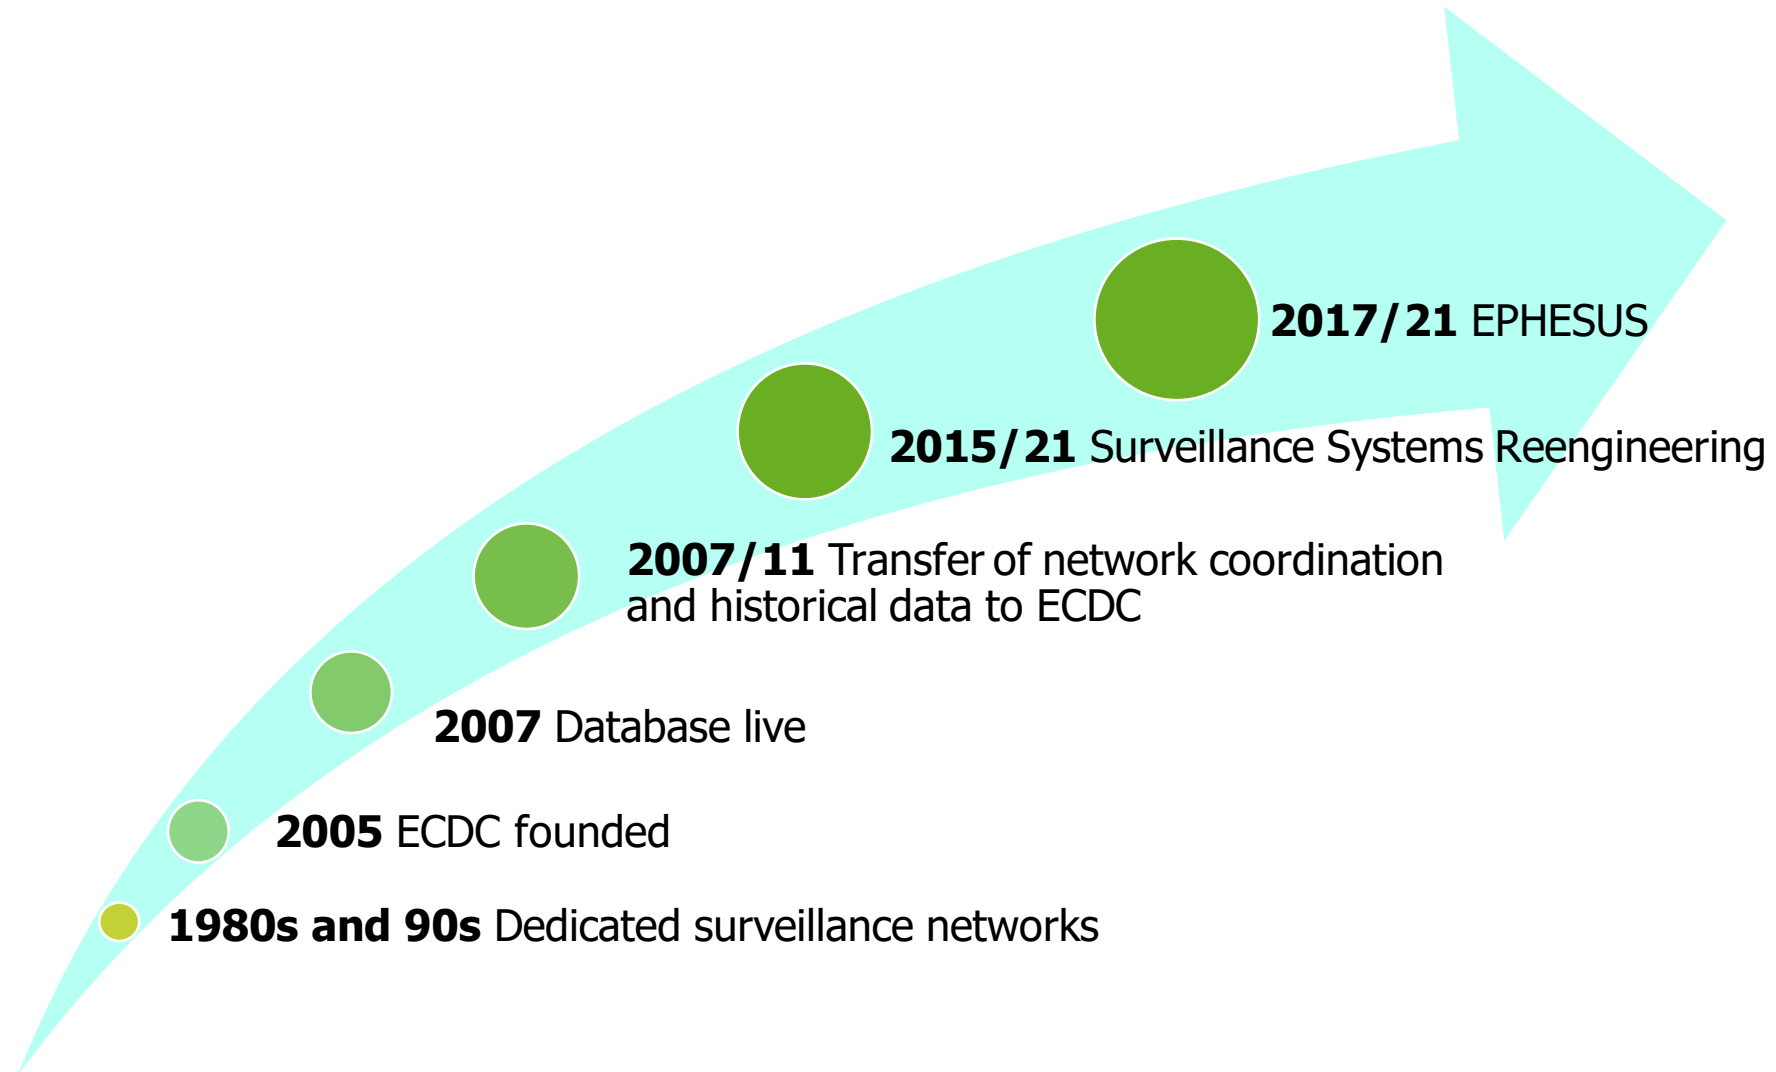 2017/21 EPHESUS
2015/21 Surveillance Systems Reengineering
2007/11 Transfer of network coordination
and historical data to ECDC
2007 Database live
2005 ECDC founded
1980s and 90s Dedicated surveillance networks